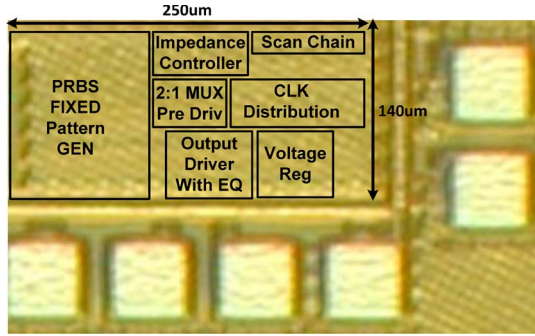 250um
PRBS
FIXED
Pattern
GEN
Impedance
Controller
Scan Chain
2:1 MUX
Pre Driv
CLK
Distribution
140um
Output
Driver
With EQ
Voltage
Reg